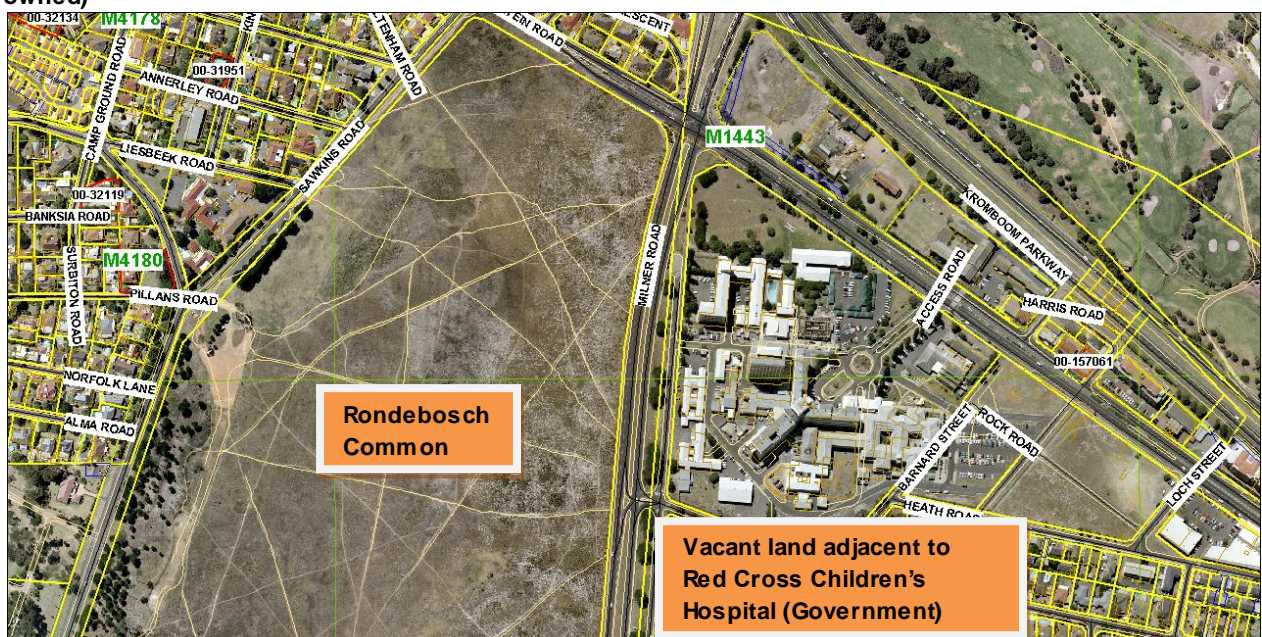 owned)
00-32134
M4178
TENHAM ROAD
EIN ROAD
ESCENT
00-31951
ANNERLEY ROAD
CAMP GROUND ROAD
LIESBEEK ROAD
SAWKINS ROAD
M1443
00-32119
BANKSIA ROAD
SURBITON ROAD
M4180
PILLANS ROAD
MILNER ROAD
KROMBOOM PARKWAY
ACCESS ROAD
HARRIS ROAD
00-157061
NORFOLK LANE
ALMA ROAD
Rondebosch
Common
BARNARD STREET
ROCK ROAD
LOCH STREET
HEATH ROAD
Vacant land adjacent to
Red Cross Children's
Hospital (Government)